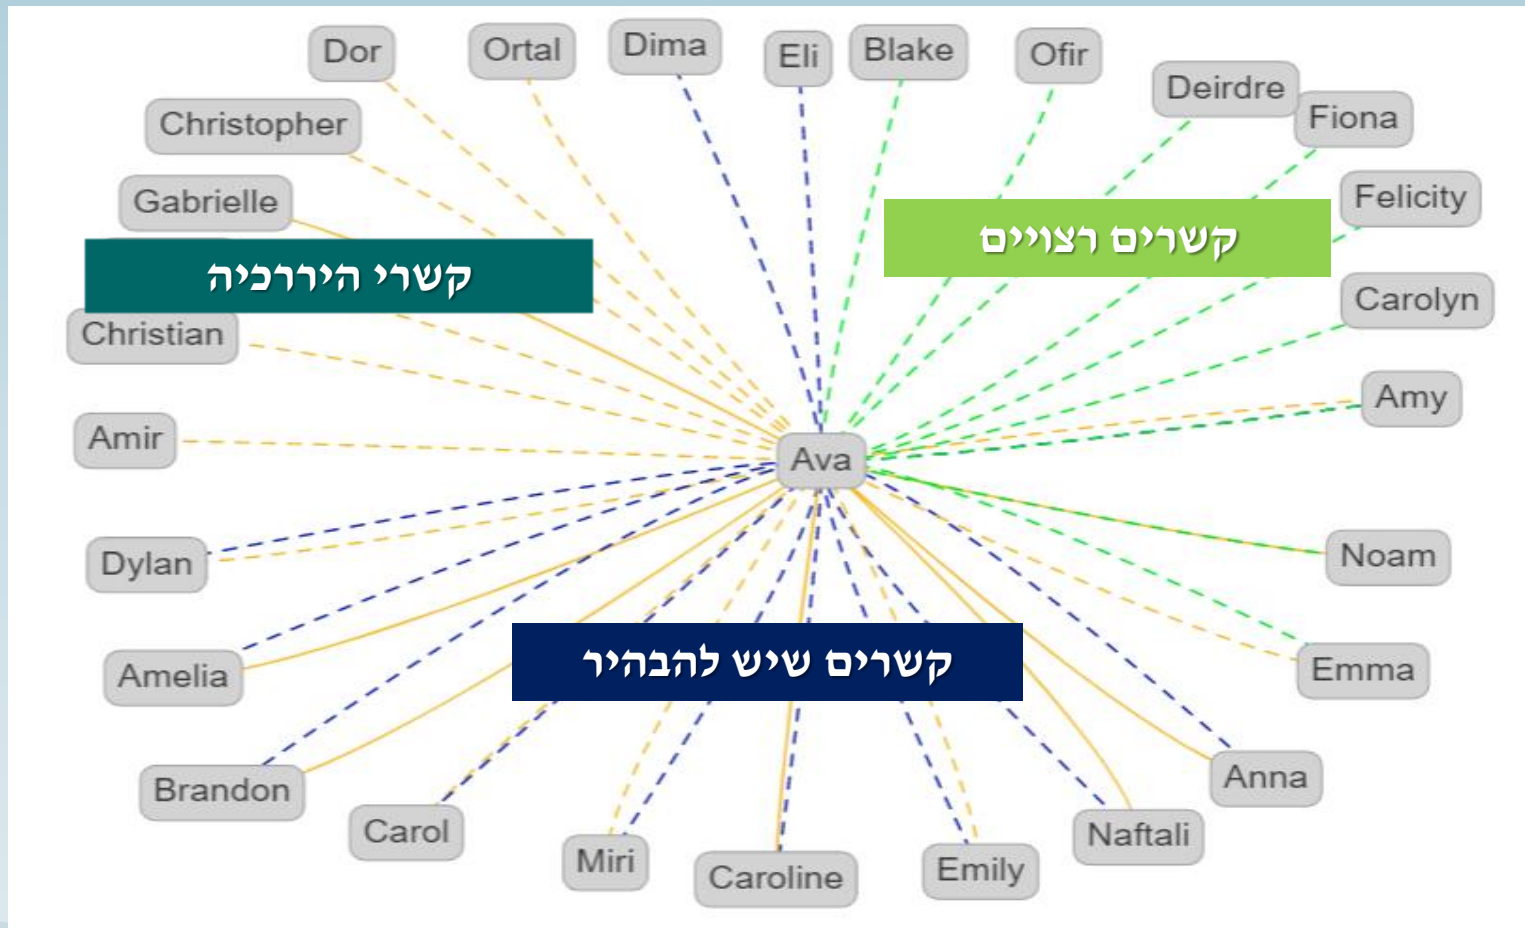 Dor
Ortal
Dima
Eli
Blake
Ofir
Deirdre
Fiona
Christopher
Gabrielle
Felicity
קשרים רצויים
קשרי היררכיה
Carolyn
Christian
Amy
Amir
Ava
Noam
Dylan
קשרים שיש להבהיר
Emma
Amelia
Anna
Brandon
Carol
Naftali
Miri
Emily
Caroline